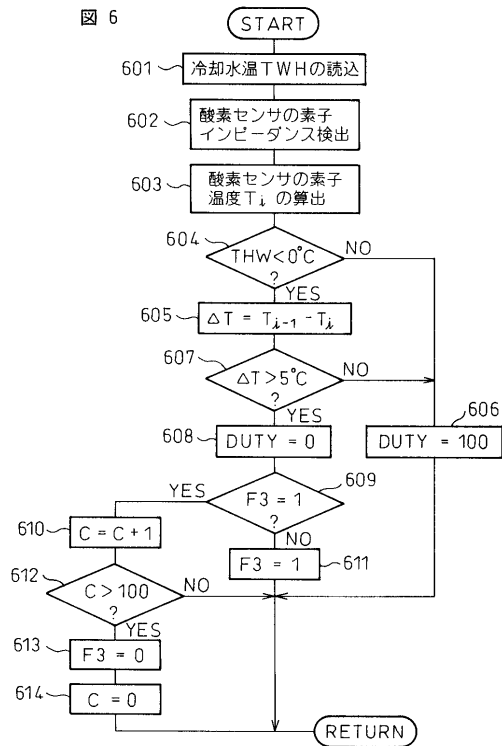 図 6
START
601
冷却水温TWHの読込
602
酸素センサの素子
インピーダンス検出
603
酸素センサの素子
温度Tiの算出
604
THW<0°C
?
NO
YES
605
ΔT = Ti-1 - Ti
607
ΔT>5°C
?
NO
YES
606
608
DUTY = 0
DUTY = 100
609
YES
F3 = 1
?
NO
610
C = C + 1
F3 = 1
611
612
C > 100
?
NO
YES
613
F3 = 0
614
C = 0
RETURN